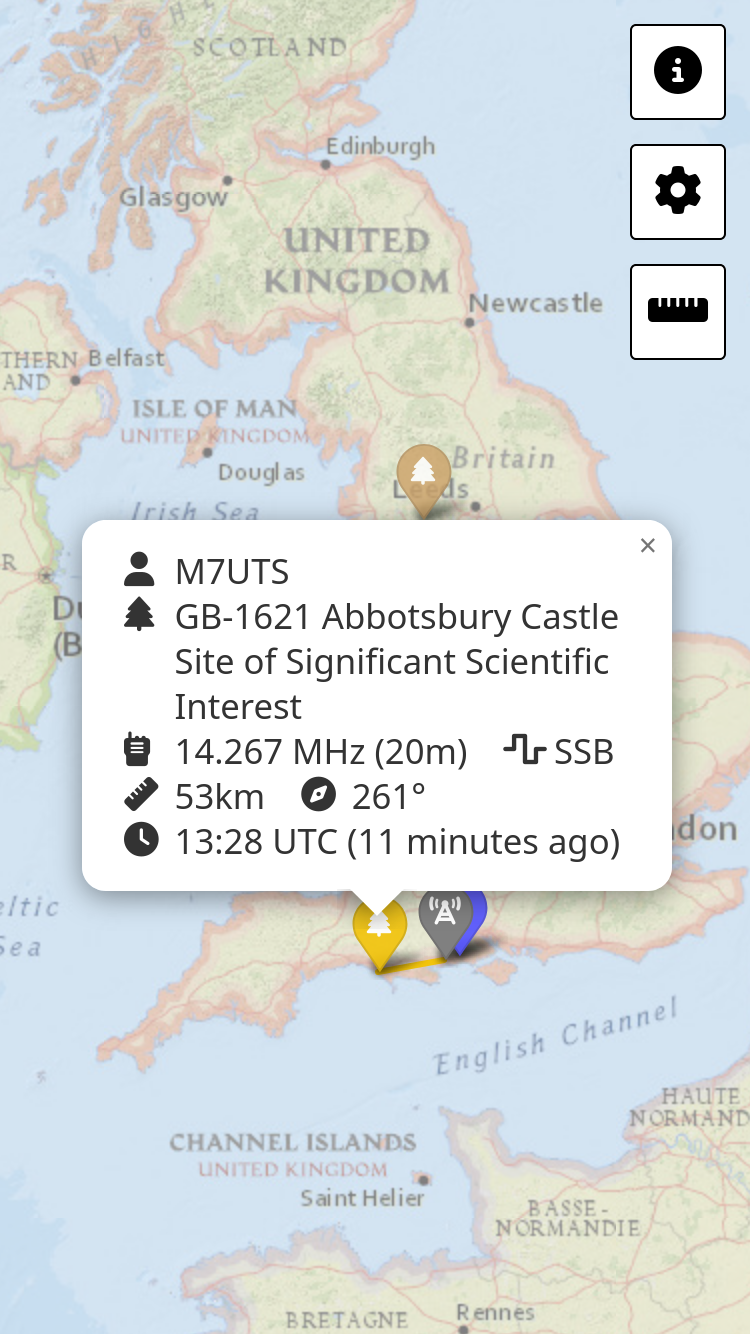 SCOTLAND
Edinburgh
Glasgow
UNITED
KINGDOM
Newcastle
THERN
AND
Belfast
ISLE OF MAN
UNITED KINGDOM
Douglas
Britain
Leeds
Irish Sea
R
Du
(B
×
M7UTS
GB-1621 Abbotsbury Castle
Site of Significant Scientific
Interest
14.267 MHz (20m) SSB
53km 261°
13:28 UTC (11 minutes ago)
ndon
eltic
Sea
English Channel
HAUTE
NORMAND
CHANNEL ISLANDS
UNITED KINGDOM
Saint Helier
BASSE-
NORMANDIE
BRETAGNE
Rennes